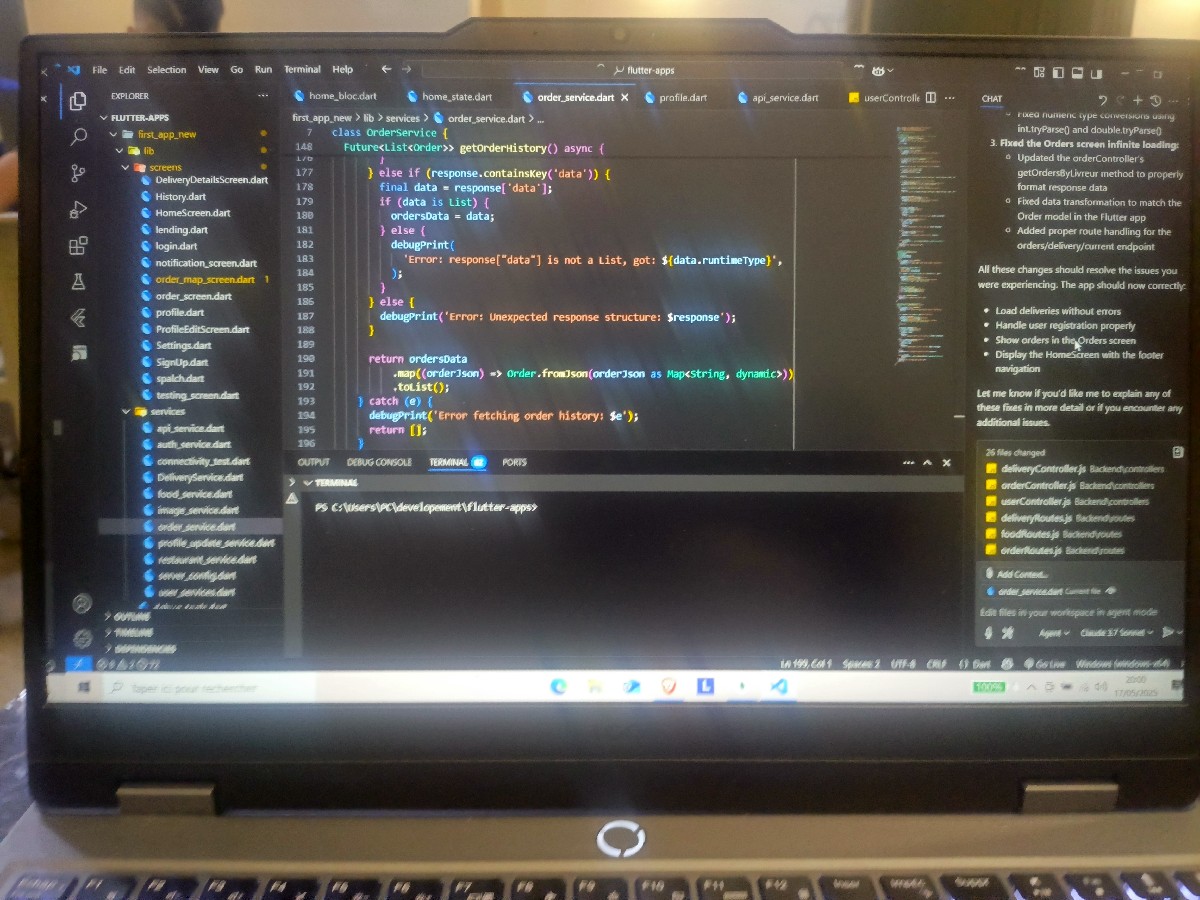 File Edit Selection View Go Run Terminal Help
flutter-apps
EXPLORER
FLUTTER-APPS
first_app_new
lib
screens
DeliveryDetailsScreen.dart
History.dart
HomeScreen.dart
lending.dart
login.dart
notification_screen.dart
order_map_screen.dart 1
order_screen.dart
profile.dart
ProfileEditScreen.dart
Settings.dart
SignUp.dart
spalch.dart
testing_screen.dart
services
api_service.dart
auth_service.dart
connectivity_test.dart
DeliveryService.dart
food_service.dart
image_service.dart
order_service.dart
profile_update_service.dart
restaurant_service.dart
server_config.dart
user_services.dart
OUTLINE
TIMELINE
DEPENDENCIES
home_bloc.dart home_state.dart order_service.dart profile.dart api_service.dart userControlle
first_app_new > lib > services > order_service.dart > ...
7 class OrderService {
148 Future<List<Order>> getOrderHistory() async {
176 }
177 } else if (response.containsKey('data')) {
178 final data = response['data'];
179 if (data is List) {
180 ordersData = data;
181 } else {
182 debugPrint(
183 'Error: response["data"] is not a List, got: ${data.runtimeType}',
184 );
185 }
186 } else {
187 debugPrint('Error: Unexpected response structure: $response');
188 }
189
190 return ordersData
191 .map((orderJson) => Order.fromJson(orderJson as Map<String, dynamic>))
192 .toList();
193 } catch (e) {
194 debugPrint('Error fetching order history: $e');
195 return [];
196 }
OUTPUT DEBUG CONSOLE TERMINAL PORTS
TERMINAL
PS C:\Users\PC\developement\flutter-apps>
CHAT
Fixed numeric type conversions using
int.tryParse() and double.tryParse()
3. Fixed the Orders screen infinite loading:
Updated the orderController's
getOrdersByLivreur method to properly
format response data
Fixed data transformation to match the
Order model in the Flutter app
Added proper route handling for the
orders/delivery/current endpoint
All these changes should resolve the issues you
were experiencing. The app should now correctly:
Load deliveries without errors
Handle user registration properly
Show orders in the Orders screen
Display the HomeScreen with the footer
navigation
Let me know if you'd like me to explain any of
these fixes in more detail or if you encounter any
additional issues.
26 files changed
deliveryController.js Backend\controllers
orderController.js Backend\controllers
userController.js Backend\controllers
deliveryRoutes.js Backend\routes
foodRoutes.js Backend\routes
orderRoutes.js Backend\routes
Add Context...
order_service.dart Current file
Edit files in your workspace in agent mode
Agent Claude 3.7 Sonnet
Ln 199, Col 1 Spaces: 2 UTF-8 CRLF {} Dart Go Live Windows (windows-x64)
Taper ici pour rechercher
100%
20:00
17/05/2025
F1 F2 F3 F4 F5 F6 F7 F8 F9 F10 F11 F12